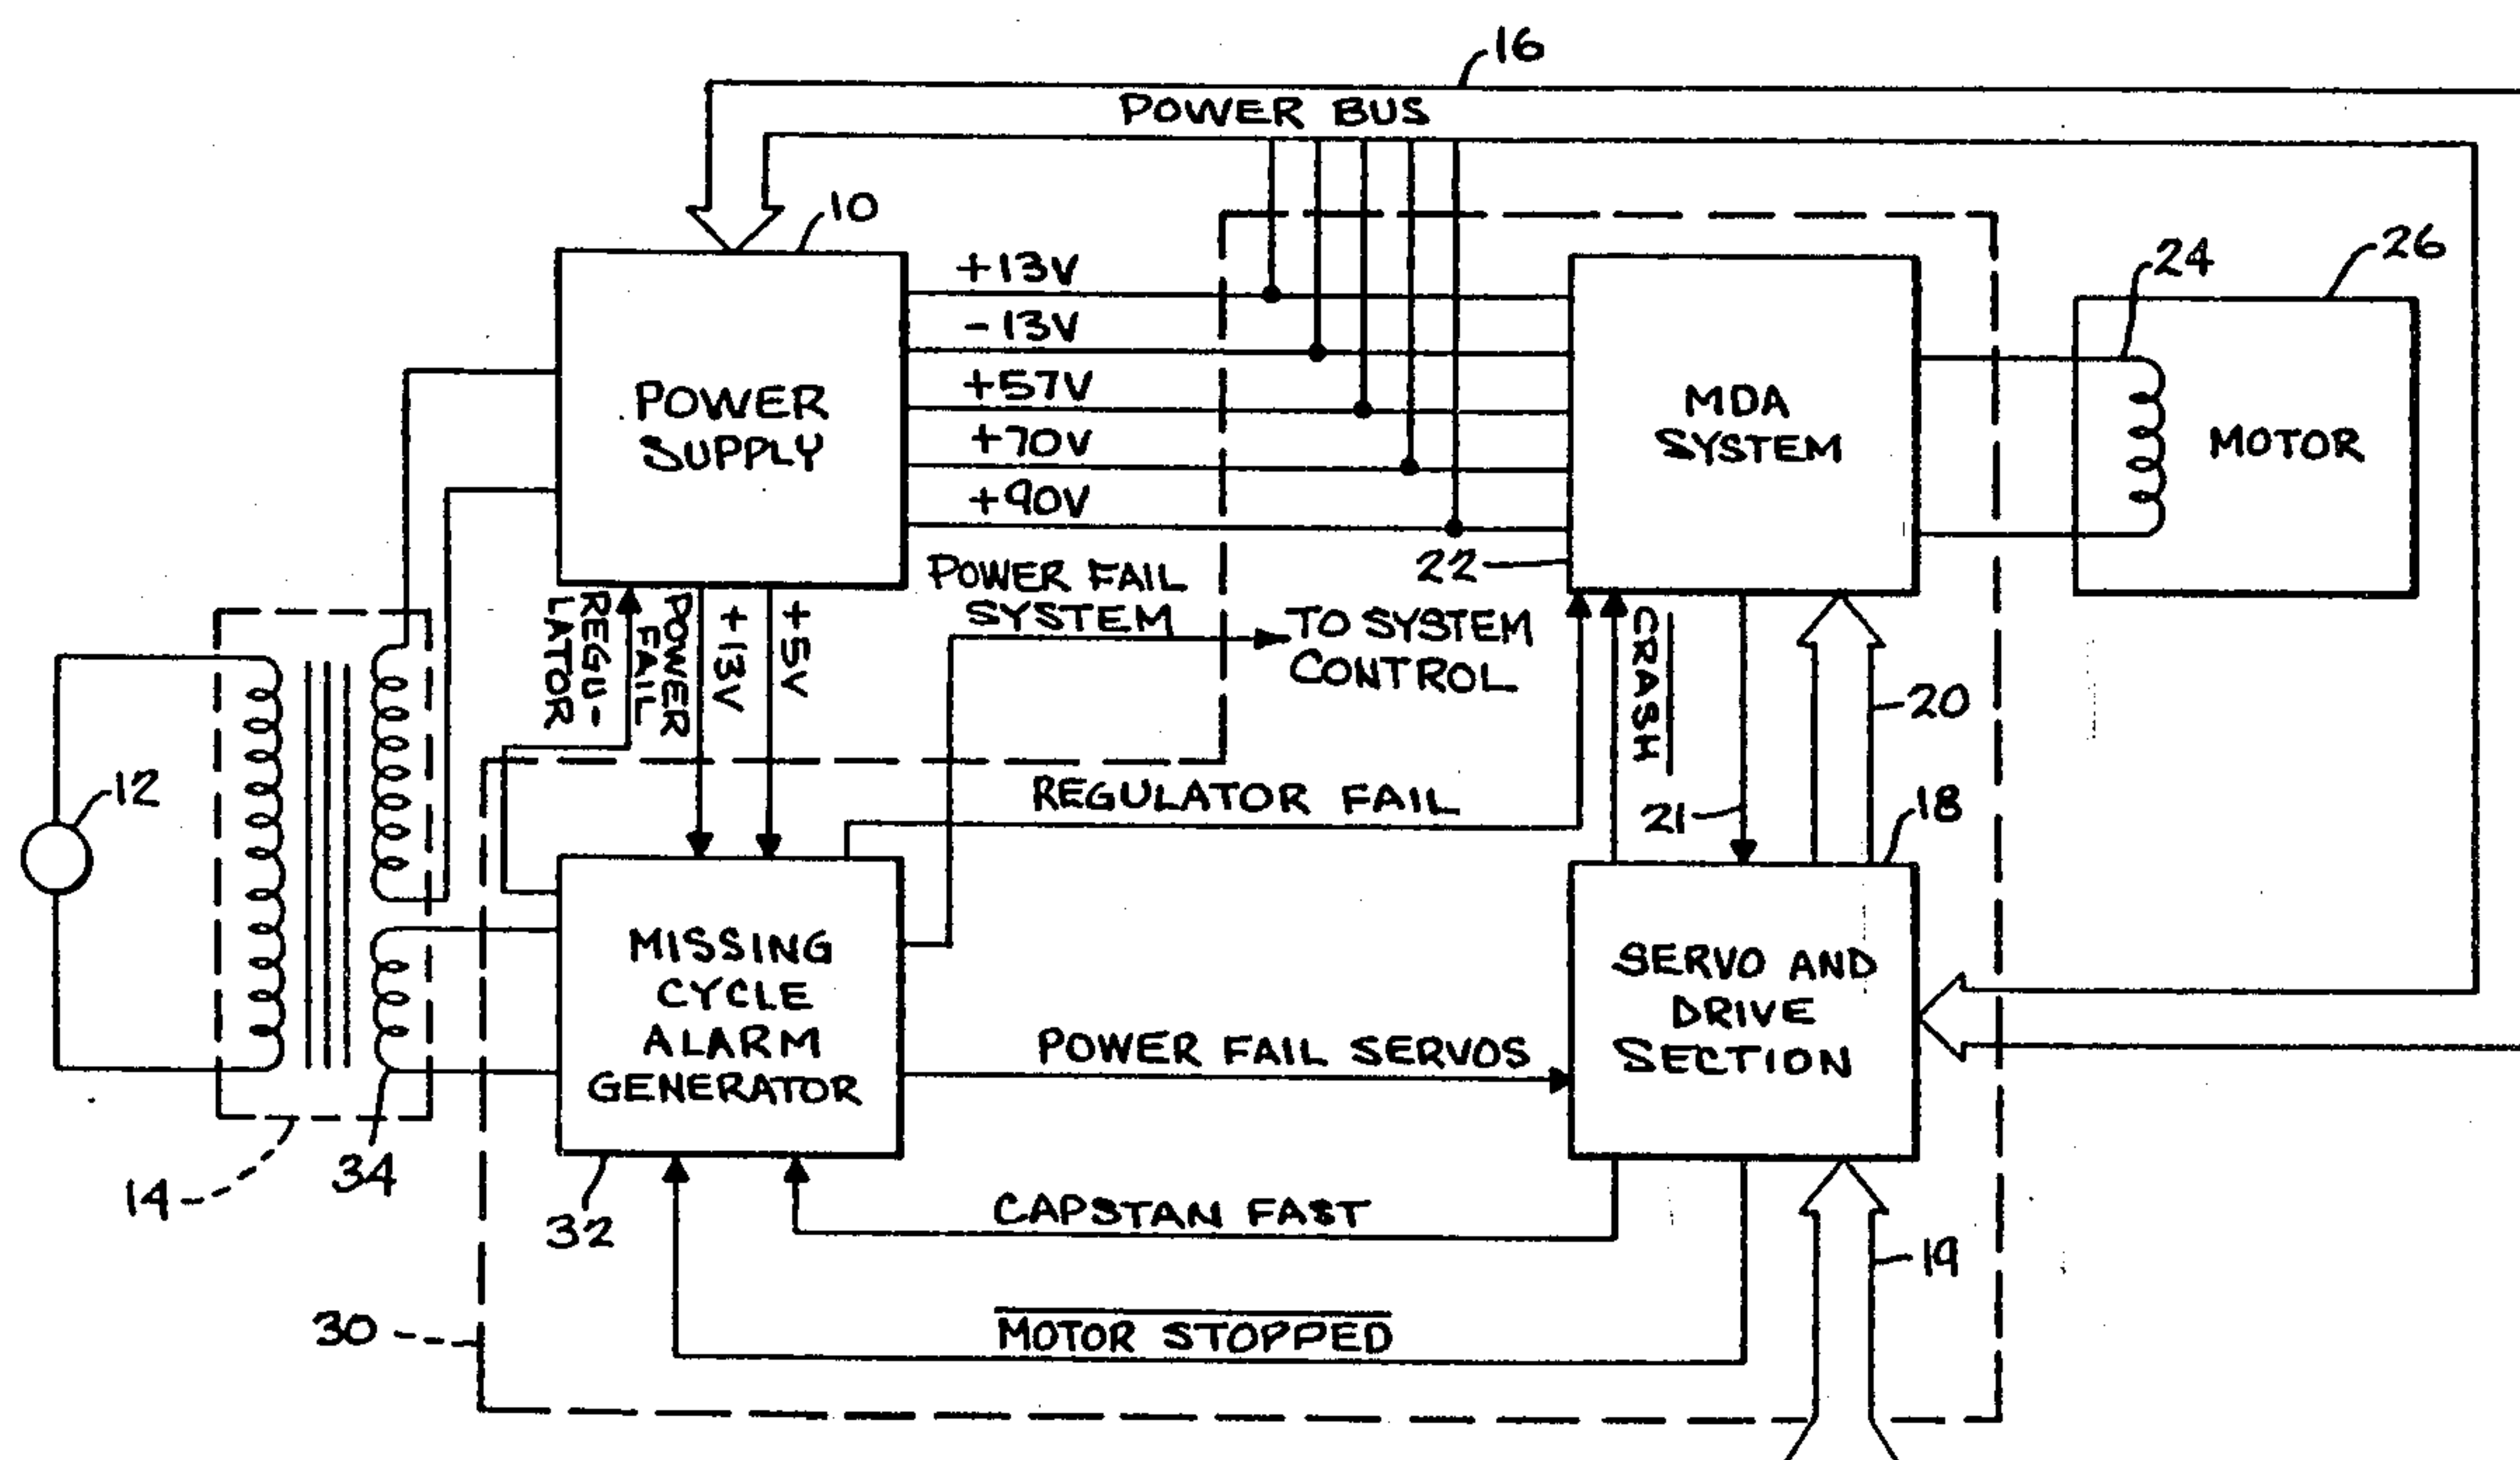 16
POWER BUS
10
+13V
-13V
+57V
+70V
+90V
POWER
SUPPLY
MDA
SYSTEM
22
24
26
MOTOR
POWER FAIL
SYSTEM
TO SYSTEM
CONTROL
POWER
FAIL
REGU-
LATOR
+13V
+5V
CRASH
20
21
18
12
REGULATOR FAIL
MISSING
CYCLE
ALARM
GENERATOR
SERVO AND
DRIVE
SECTION
POWER FAIL SERVOS
14
34
32
CAPSTAN FAST
19
30
MOTOR STOPPED